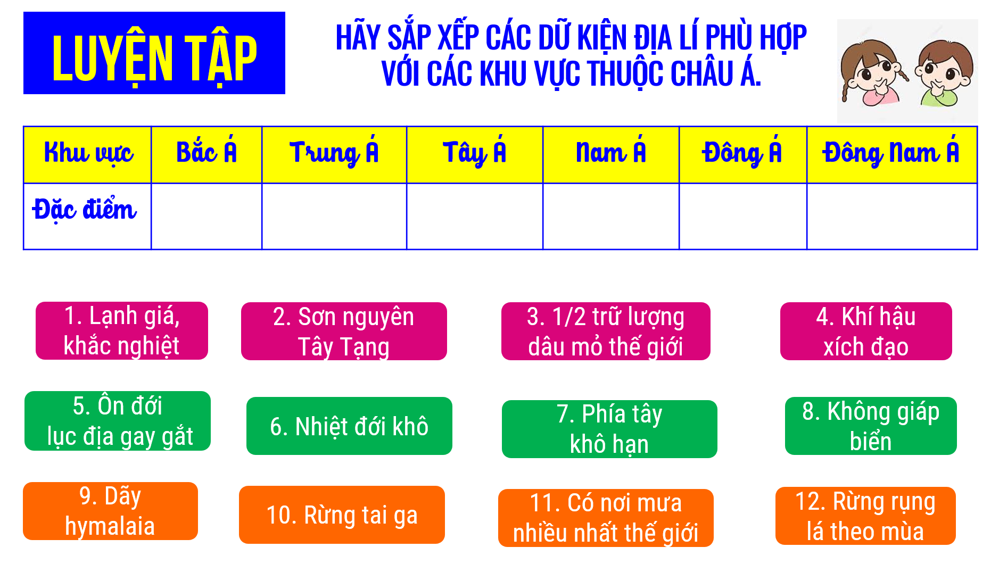 LUYỆN TẬP
HÃY SẮP XẾP CÁC DỮ KIỆN ĐỊA LÍ PHÙ HỢP
VỚI CÁC KHU VỰC THUỘC CHÂU Á.
Khu vực Bắc Á Trung Á Tây Á Nam Á Đông Á Đông Nam Á
Đặc điểm
1. Lạnh giá,
khắc nghiệt
2. Sơn nguyên
Tây Tạng
3. 1/2 trữ lượng
dâu mỏ thế giới
4. Khí hậu
xích đạo
5. Ôn đới
lục địa gay gắt
6. Nhiệt đới khô
7. Phía tây
khô hạn
8. Không giáp
biển
9. Dãy
hymalaia
10. Rừng tai ga
11. Có nơi mưa
nhiều nhất thế giới
12. Rừng rụng
lá theo mùa